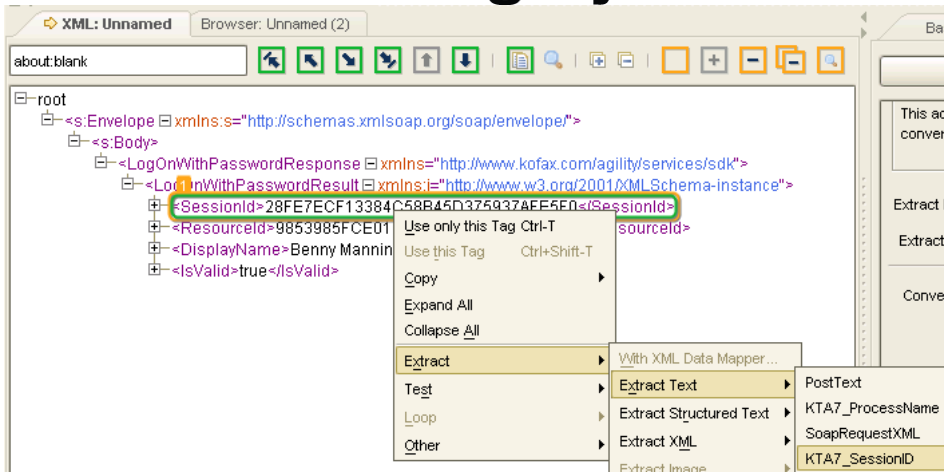 XML: Unnamed
Browser: Unnamed (2)
Ba
about:blank
root
<s:Envelope xmlns:s="http://schemas.xmlsoap.org/soap/envelope/">
<s:Body>
<LogOnWithPasswordResponse xmlns="http://www.kofax.com/agility/services/sdk">
1
nWithPasswordResult xmlns:i="http://www.w3.org/2001/XMLSchema-instance">
<SessionId>28FE7ECF13384C58B45D375937AFE5F0</SessionId>
<ResourceId>9853985FCE01
sourceId>
<DisplayName>Benny Mannin
<IsValid>true</IsValid>
Use only this Tag Ctrl-T
Use this Tag Ctrl+Shift-T
Copy
Expand All
Collapse All
Extract
Test
Loop
Other
With XML Data Mapper...
Extract Text
Extract Structured Text
Extract XML
Extract Image
PostText
KTA7_ProcessName
SoapRequestXML
KTA7_SessionID
This ac
conver
Extract
Extract
Conve